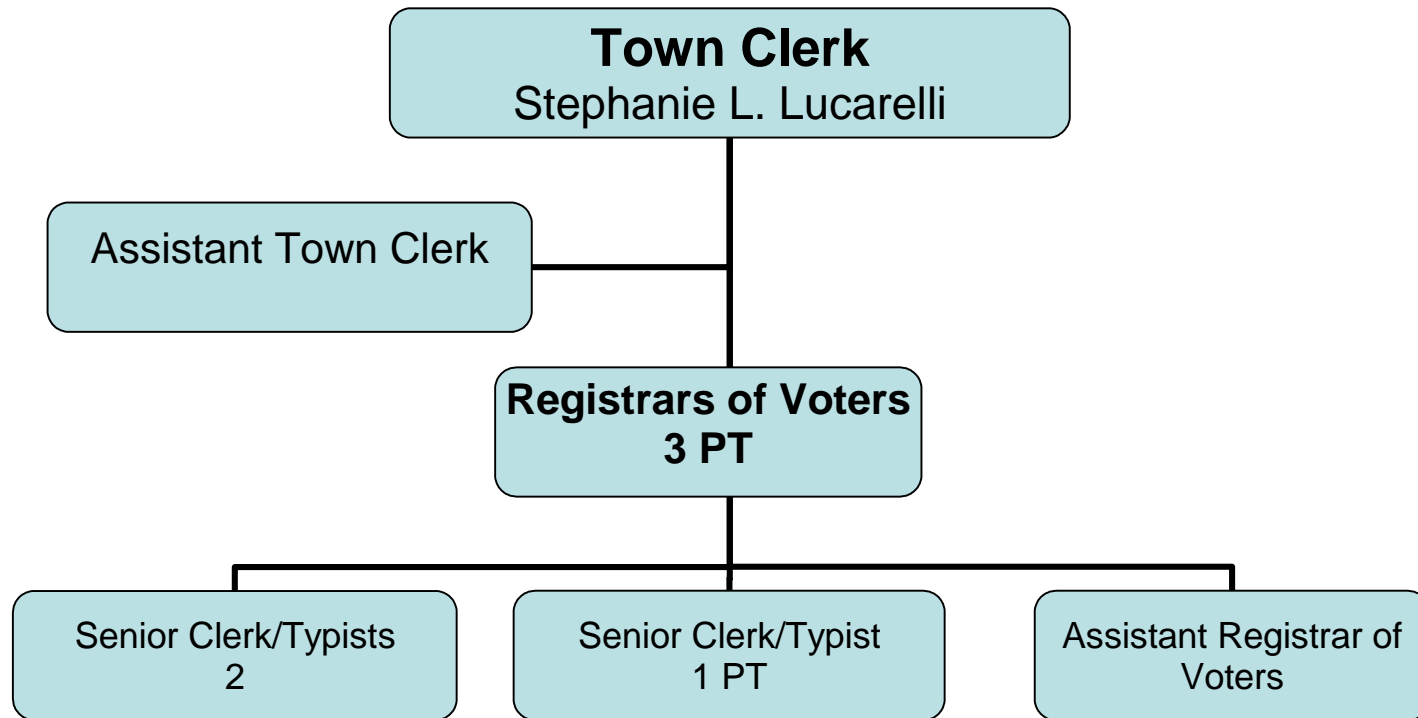 Town Clerk
Stephanie L. Lucarelli
Assistant Town Clerk
Registrars of Voters
3 PT
Senior Clerk/Typists
2
Senior Clerk/Typist
1 PT
Assistant Registrar of
Voters